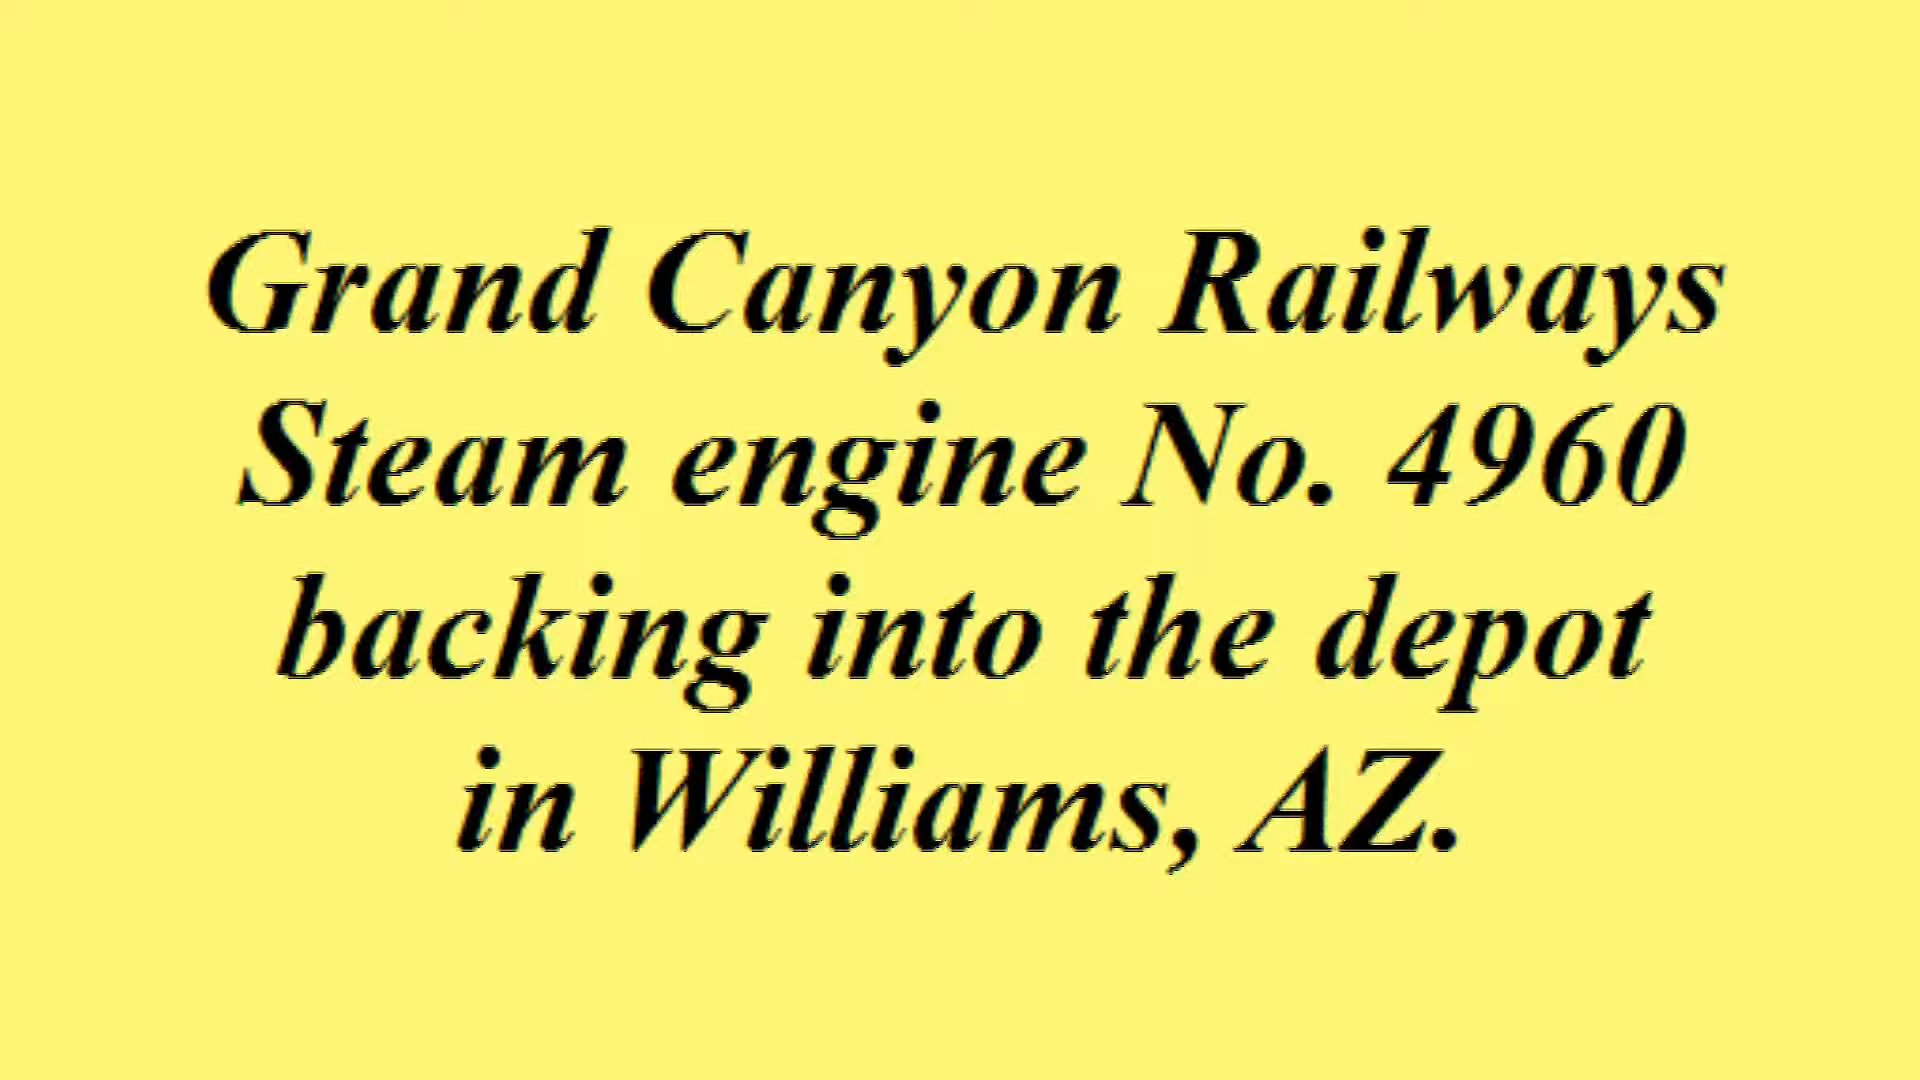 Grand Canyon Railways
Steam engine No. 4960
backing into the depot
in Williams, AZ.